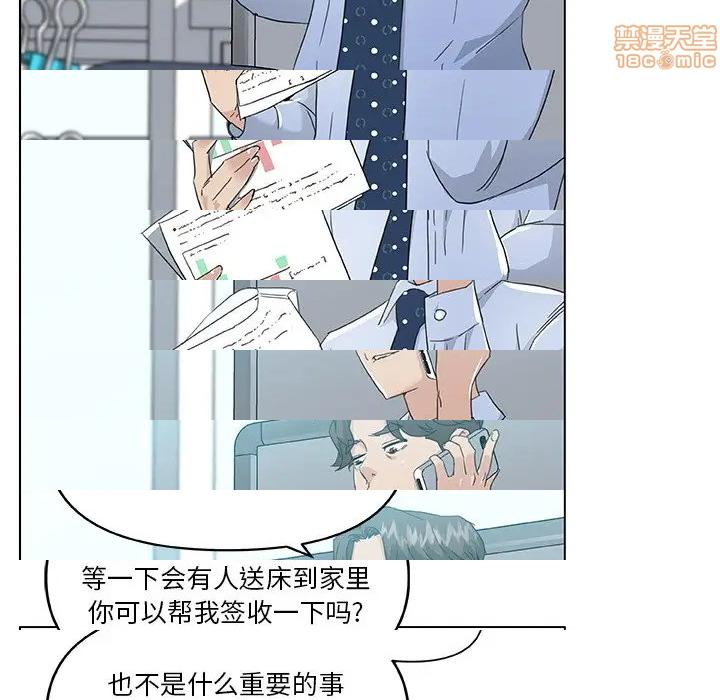 禁漫天堂
18comic
等一下会有人送床到家里
你可以帮我签收一下吗?
也不是什么重要的事